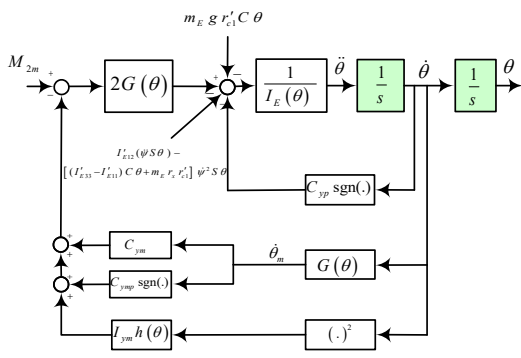 m_E g r'_{c1} C θ
M_{2m}
+
−
2G(θ)
+
−
−
−
1
I_E(θ)
θ̈
1
s
θ̇
1
s
θ
I'_{E12}(ψ̈ S θ) −
[(I'_{E33} − I'_{E11}) C θ + m_E r_x r'_{c1}] ψ̇² S θ
C_{yp} sgn(.)
C_{ym}
+
+
θ̇_m
G(θ)
C_{ymp} sgn(.)
+
+
I_{ym} h(θ)
(.)²